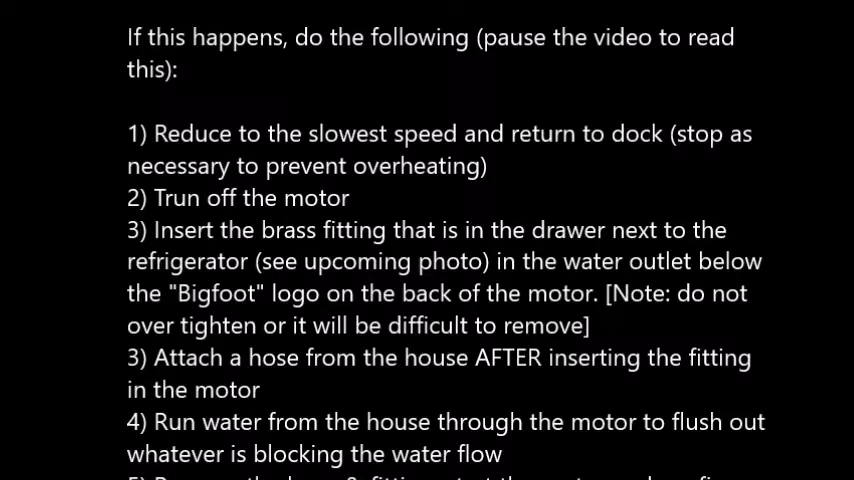 If this happens, do the following (pause the video to read
this):
1) Reduce to the slowest speed and return to dock (stop as
necessary to prevent overheating)
2) Trun off the motor
3) Insert the brass fitting that is in the drawer next to the
refrigerator (see upcoming photo) in the water outlet below
the "Bigfoot" logo on the back of the motor. [Note: do not
over tighten or it will be difficult to remove]
3) Attach a hose from the house AFTER inserting the fitting
in the motor
4) Run water from the house through the motor to flush out
whatever is blocking the water flow